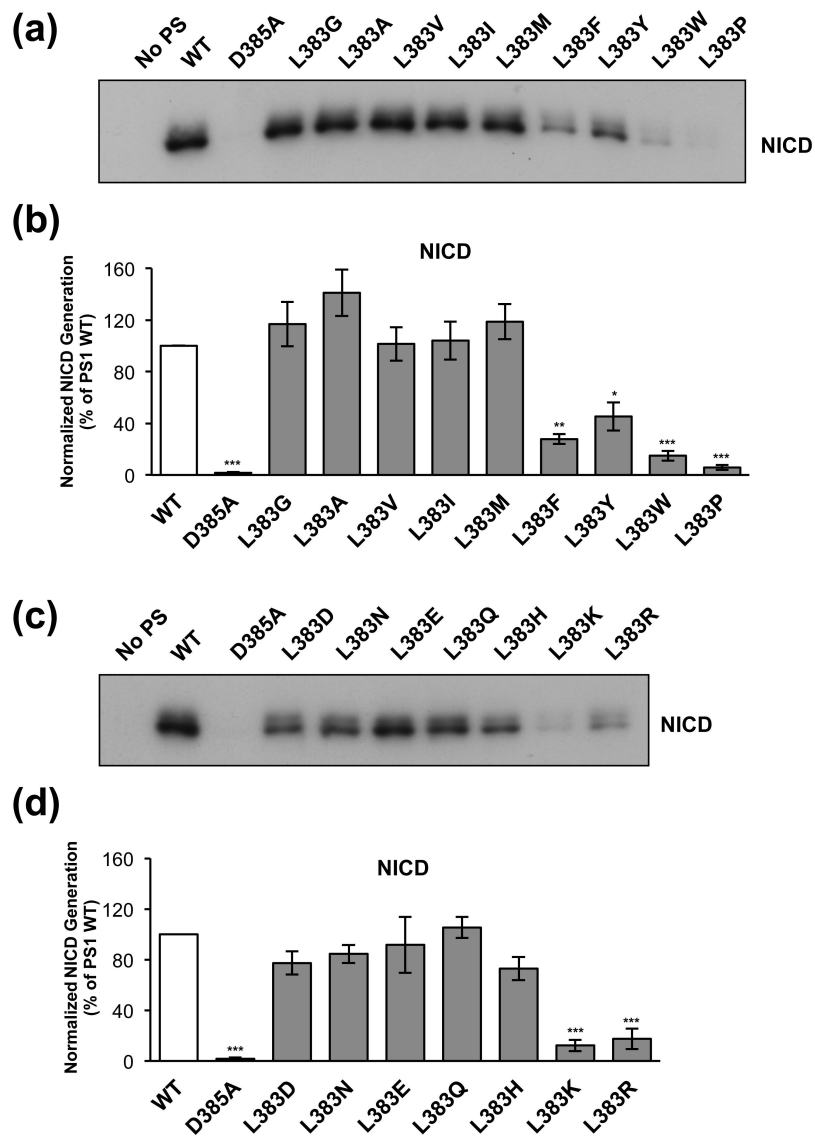 (a)
No PS WT D385A L383G L383A L383V L383I L383M L383F L383Y L383W L383P
NICD
(b)
NICD
Normalized NICD Generation
(% of PS1 WT)
160
120
80
40
0
*** ** * *** ***
WT D385A L383G L383A L383V L383I L383M L383F L383Y L383W L383P
(c)
No PS WT D385A L383D L383N L383E L383Q L383H L383K L383R
NICD
(d)
NICD
Normalized NICD Generation
(% of PS1 WT)
160
120
80
40
0
*** *** ***
WT D385A L383D L383N L383E L383Q L383H L383K L383R